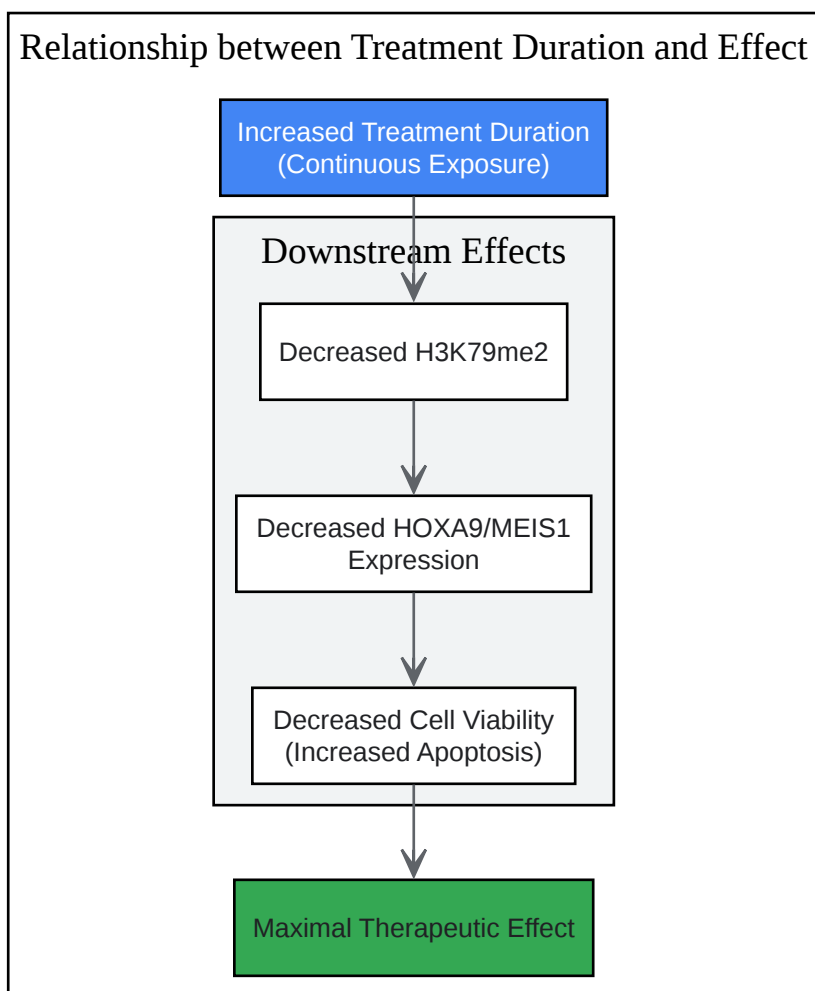 Relationship between Treatment Duration and Effect
Increased Treatment Duration
(Continuous Exposure)
Downstream Effects
Decreased H3K79me2
Decreased HOXA9/MEIS1
Expression
Decreased Cell Viability
(Increased Apoptosis)
Maximal Therapeutic Effect